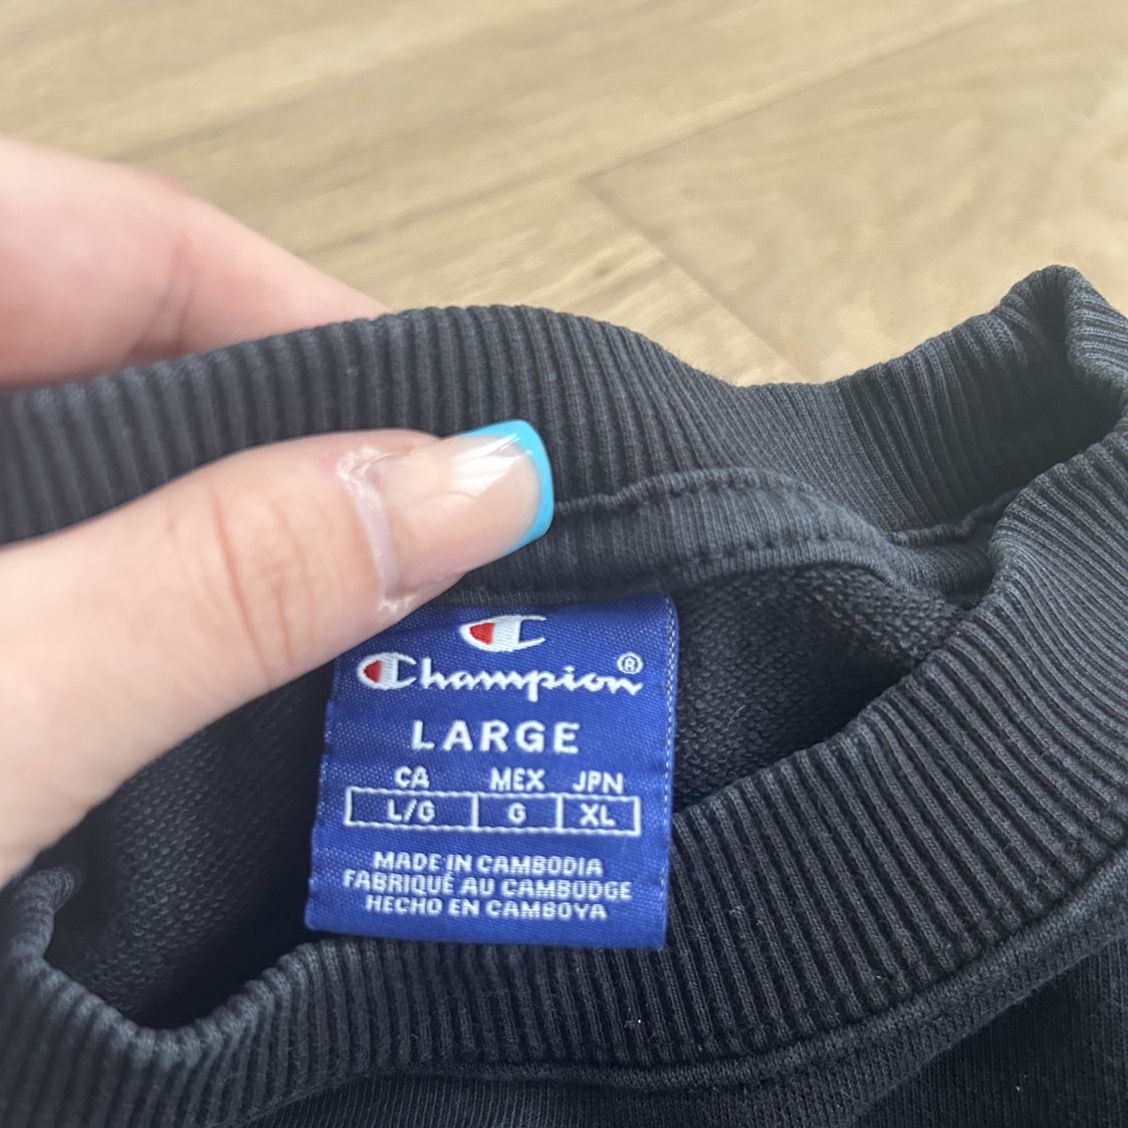 Champion®
LARGE
CA MEX JPN
L/G G XL
MADE IN CAMBODIA
FABRIQUÉ AU CAMBODGE
HECHO EN CAMBOYA